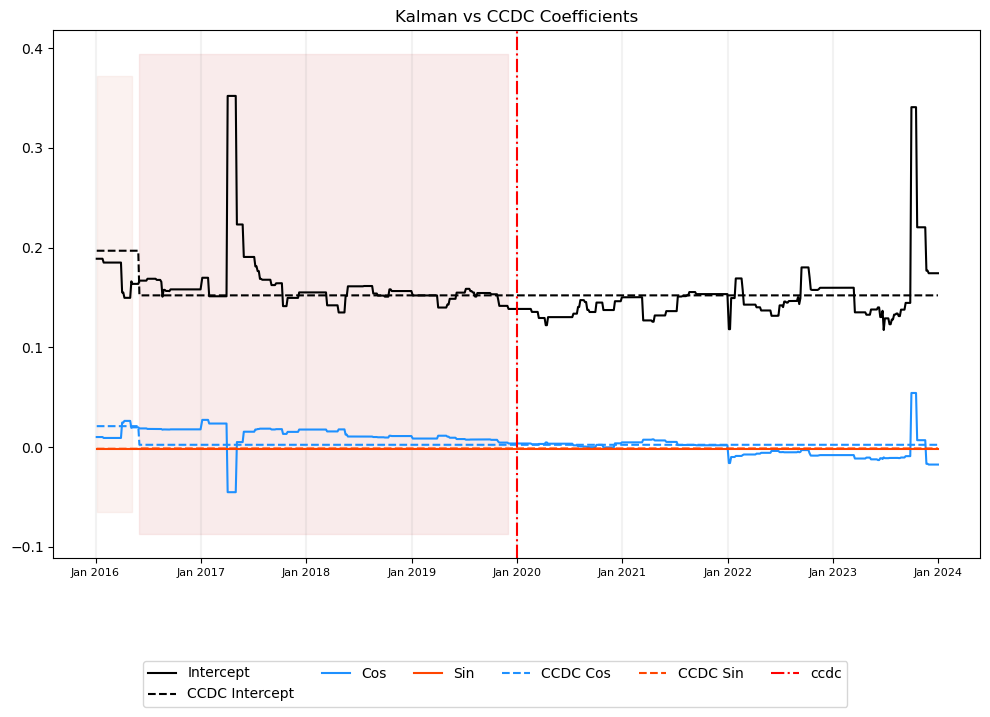 Kalman vs CCDC Coefficients
0.4
0.3
0.2
0.1
0.0
−0.1
Jan 2016 Jan 2017 Jan 2018 Jan 2019 Jan 2020 Jan 2021 Jan 2022 Jan 2023 Jan 2024
Intercept Cos Sin CCDC Cos CCDC Sin ccdc
CCDC Intercept